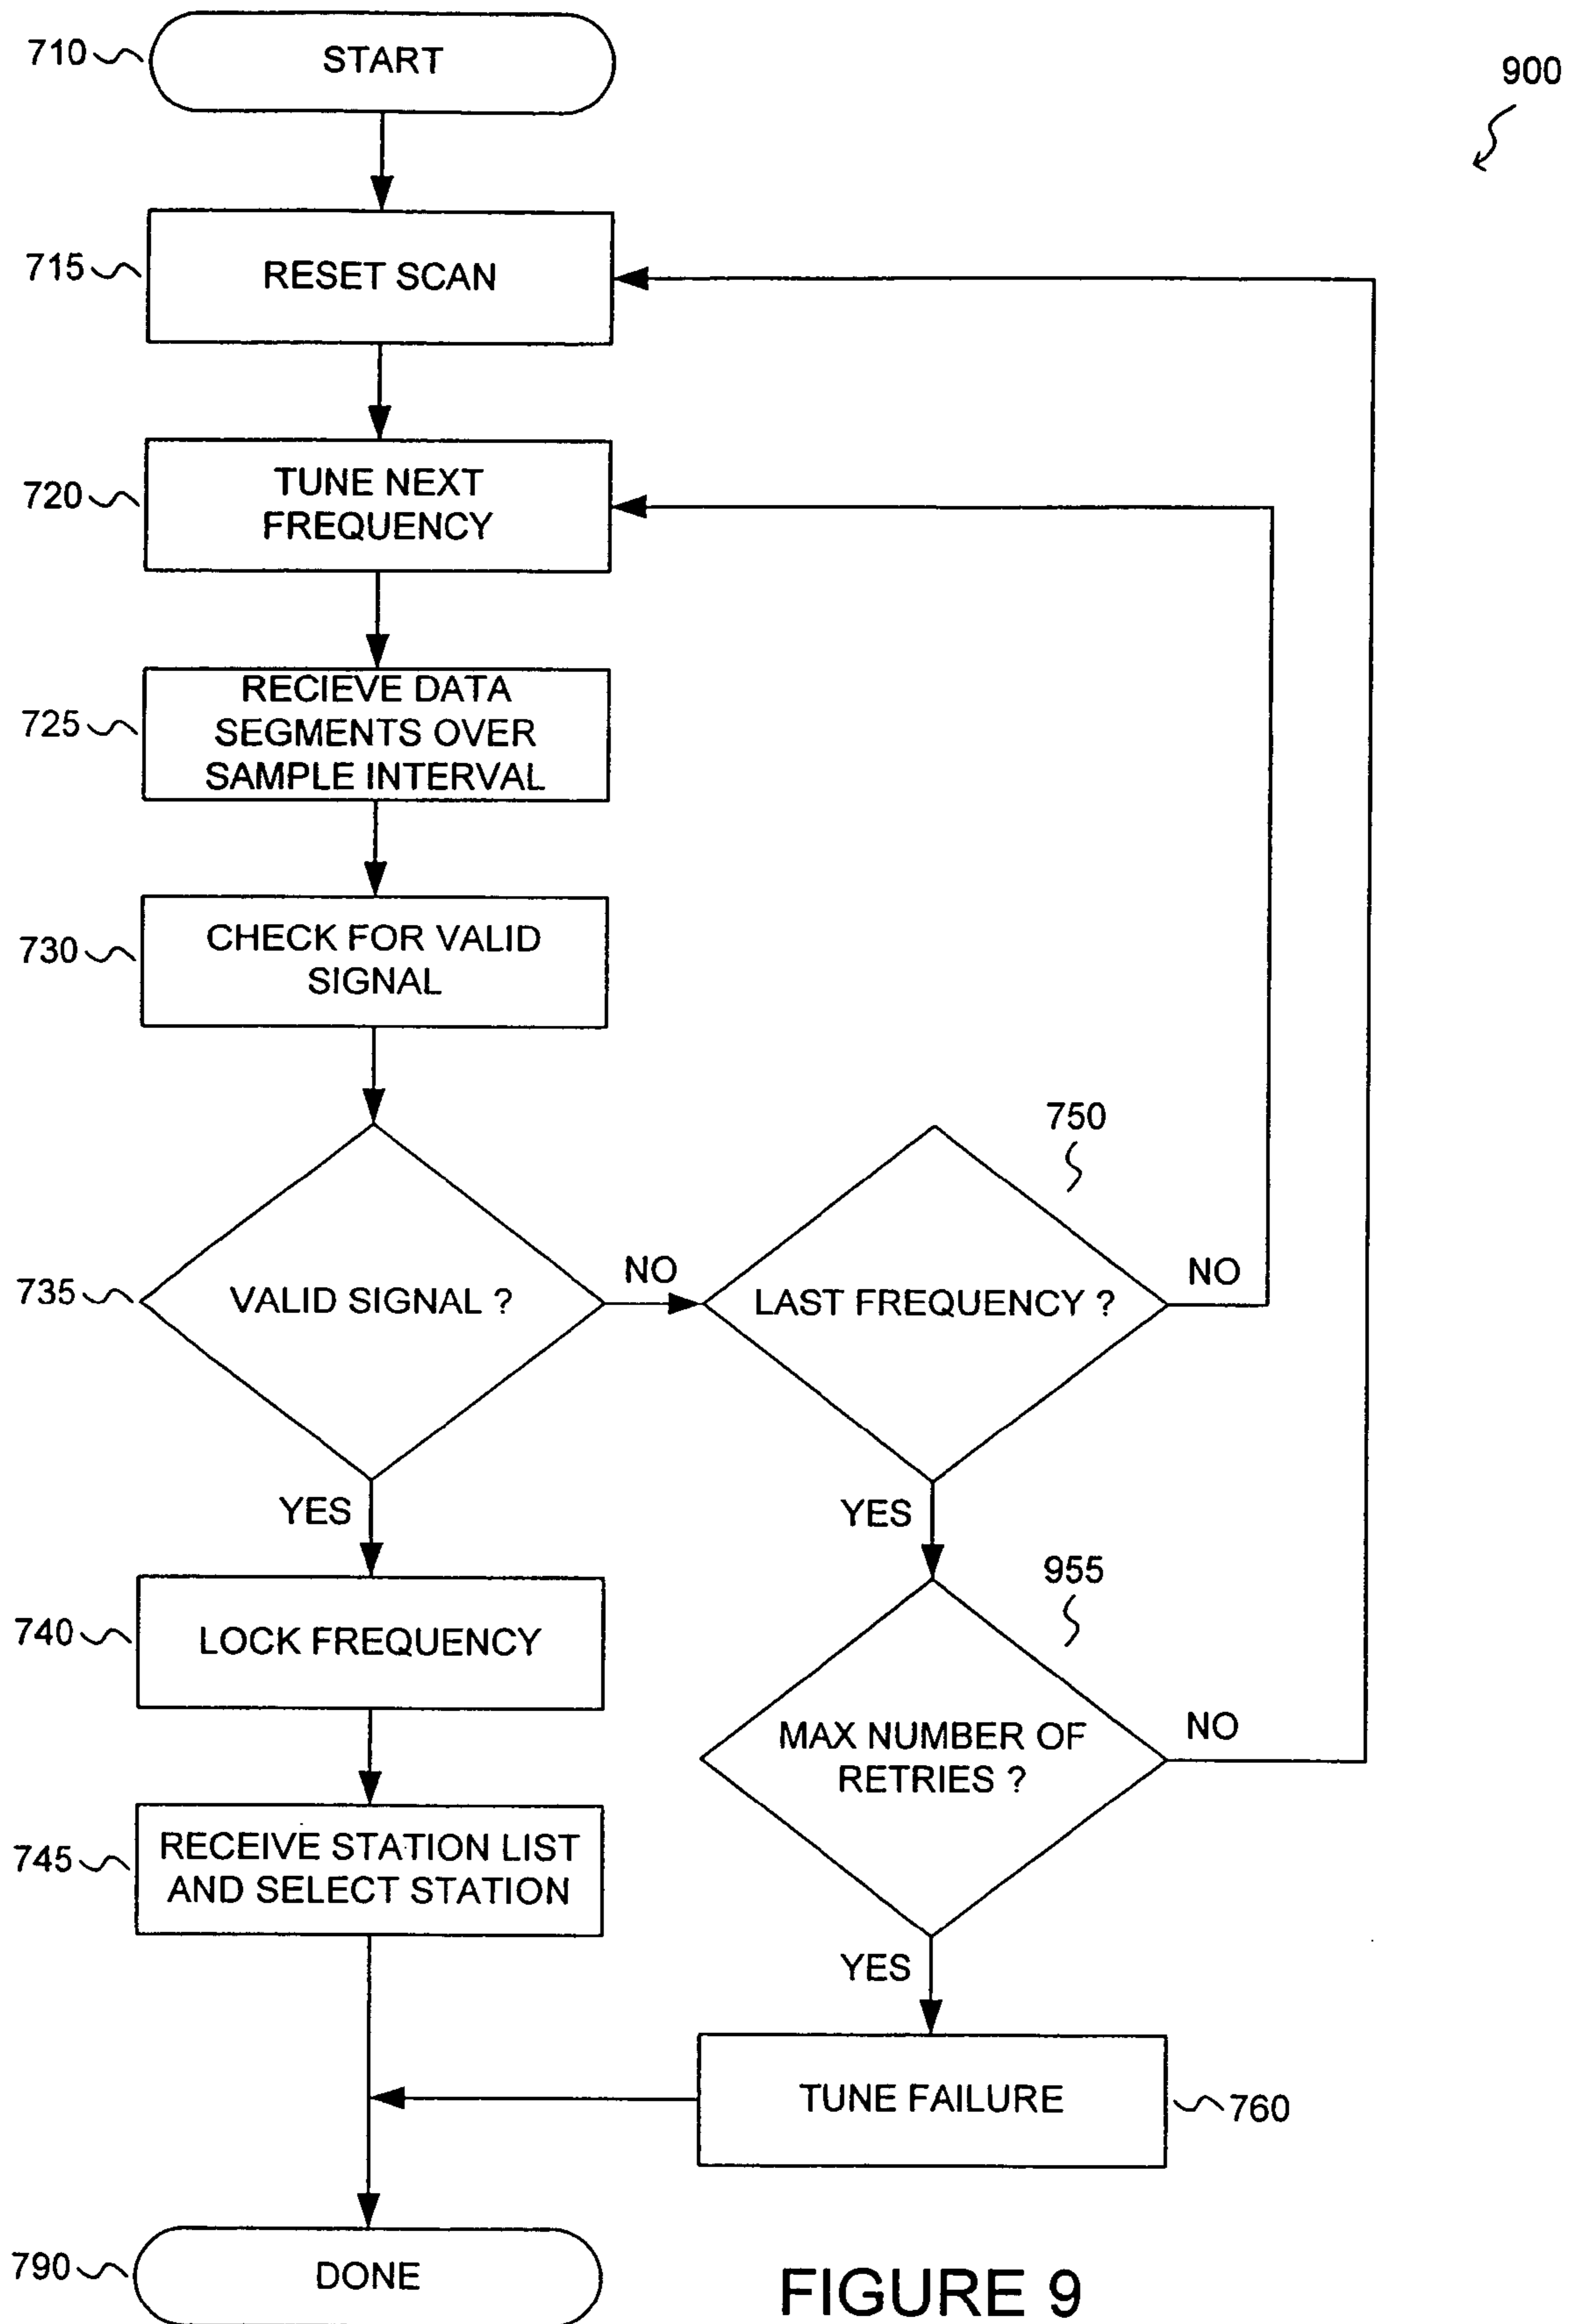 710
START
900
715
RESET SCAN
720
TUNE NEXT
FREQUENCY
725
RECIEVE DATA
SEGMENTS OVER
SAMPLE INTERVAL
730
CHECK FOR VALID
SIGNAL
735
VALID SIGNAL ?
NO
750
LAST FREQUENCY ?
NO
YES
YES
740
LOCK FREQUENCY
955
MAX NUMBER OF
RETRIES ?
NO
745
RECEIVE STATION LIST
AND SELECT STATION
YES
TUNE FAILURE
760
790
DONE
FIGURE 9